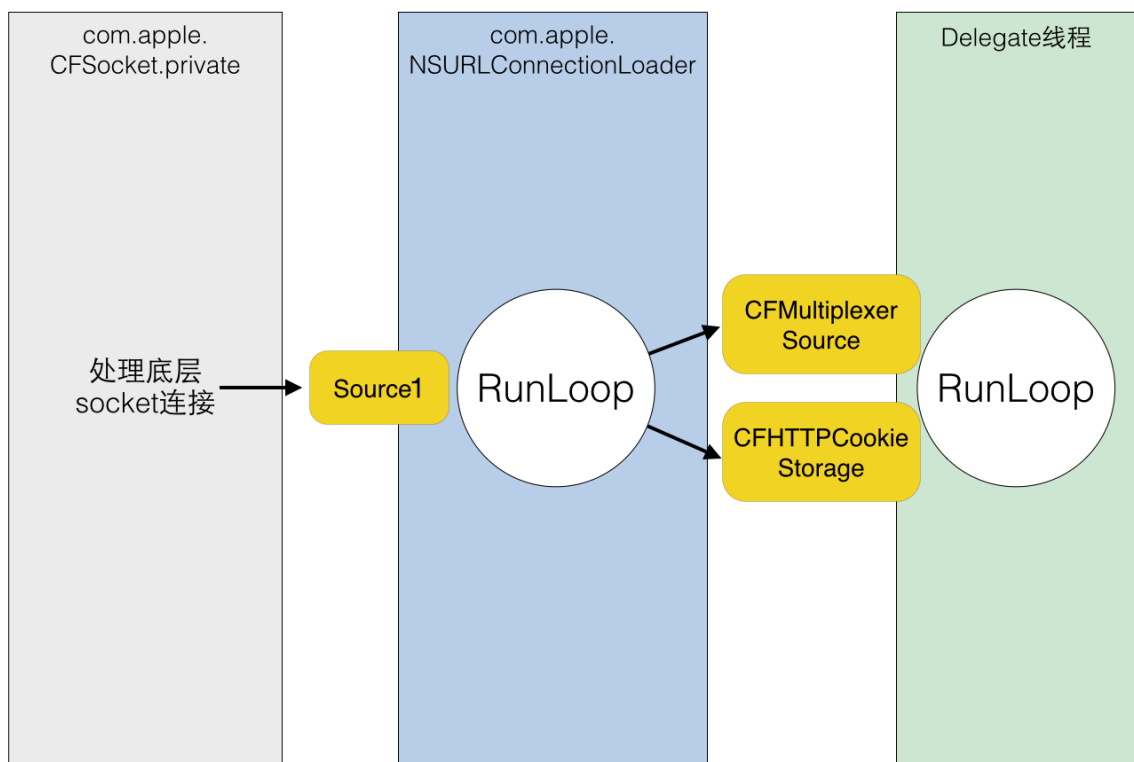 com.apple.
CFSocket.private
com.apple.
NSURLConnectionLoader
Delegate线程
处理底层
socket连接
Source1
RunLoop
CFMultiplexer
Source
CFHTTPCookie
Storage
RunLoop